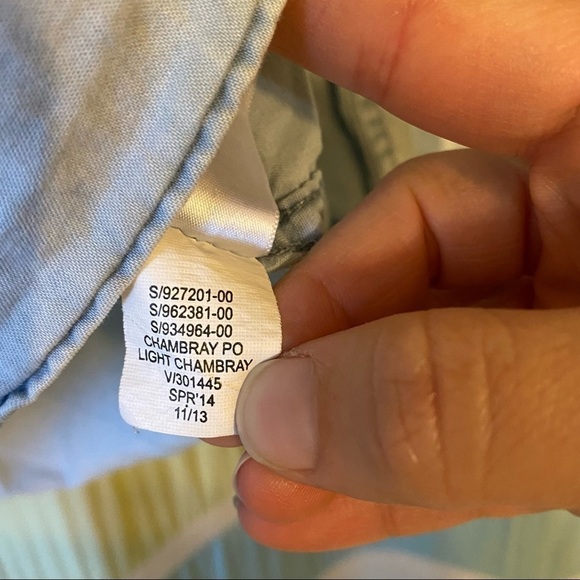 S/927201-00
S/962381-00
S/934964-00
CHAMBRAY PO
LIGHT CHAMBRAY
V/301445
SPR'14
11/13